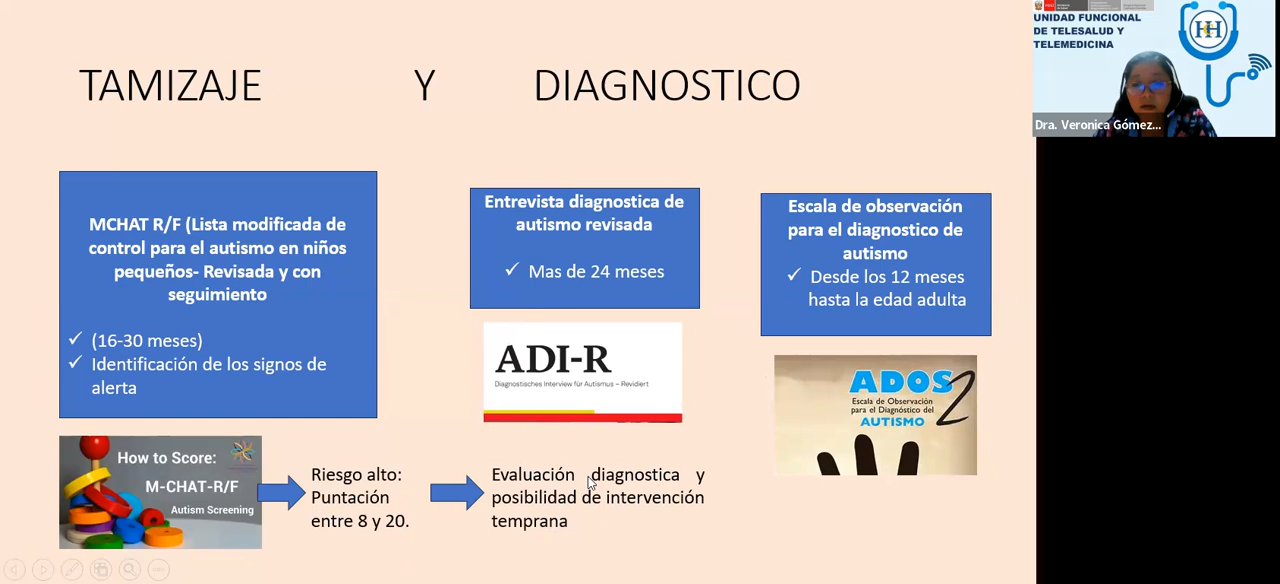 TAMIZAJE Y DIAGNOSTICO
MCHAT R/F (Lista modificada de
control para el autismo en niños
pequeños- Revisada y con
seguimiento
(16-30 meses)
Identificación de los signos de
alerta
Entrevista diagnostica de
autismo revisada
Mas de 24 meses
Escala de observación
para el diagnostico de
autismo
Desde los 12 meses
hasta la edad adulta
ADI-R
Diagnostisches Interview für Autismus – Revidiert
ADOS 2
Escala de Observación
para el Diagnóstico del
AUTISMO
How to Score:
M-CHAT-R/F
Autism Screening
Riesgo alto:
Puntación
entre 8 y 20.
Evaluación diagnostica y
posibilidad de intervención
temprana
UNIDAD FUNCIONAL
DE TELESALUD Y
TELEMEDICINA
HH
Dra. Veronica Gómez...